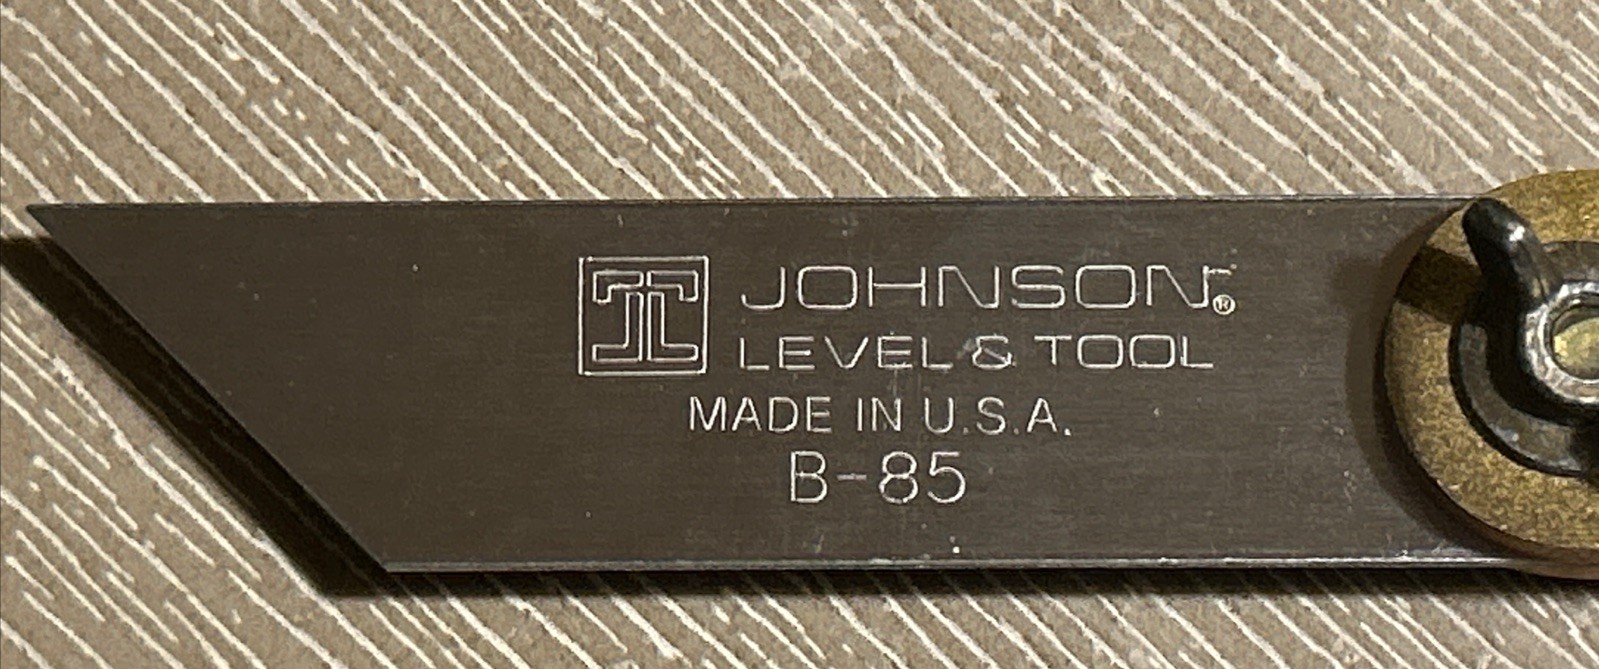 JOHNSON®
LEVEL & TOOL
MADE IN U.S.A.
B-85